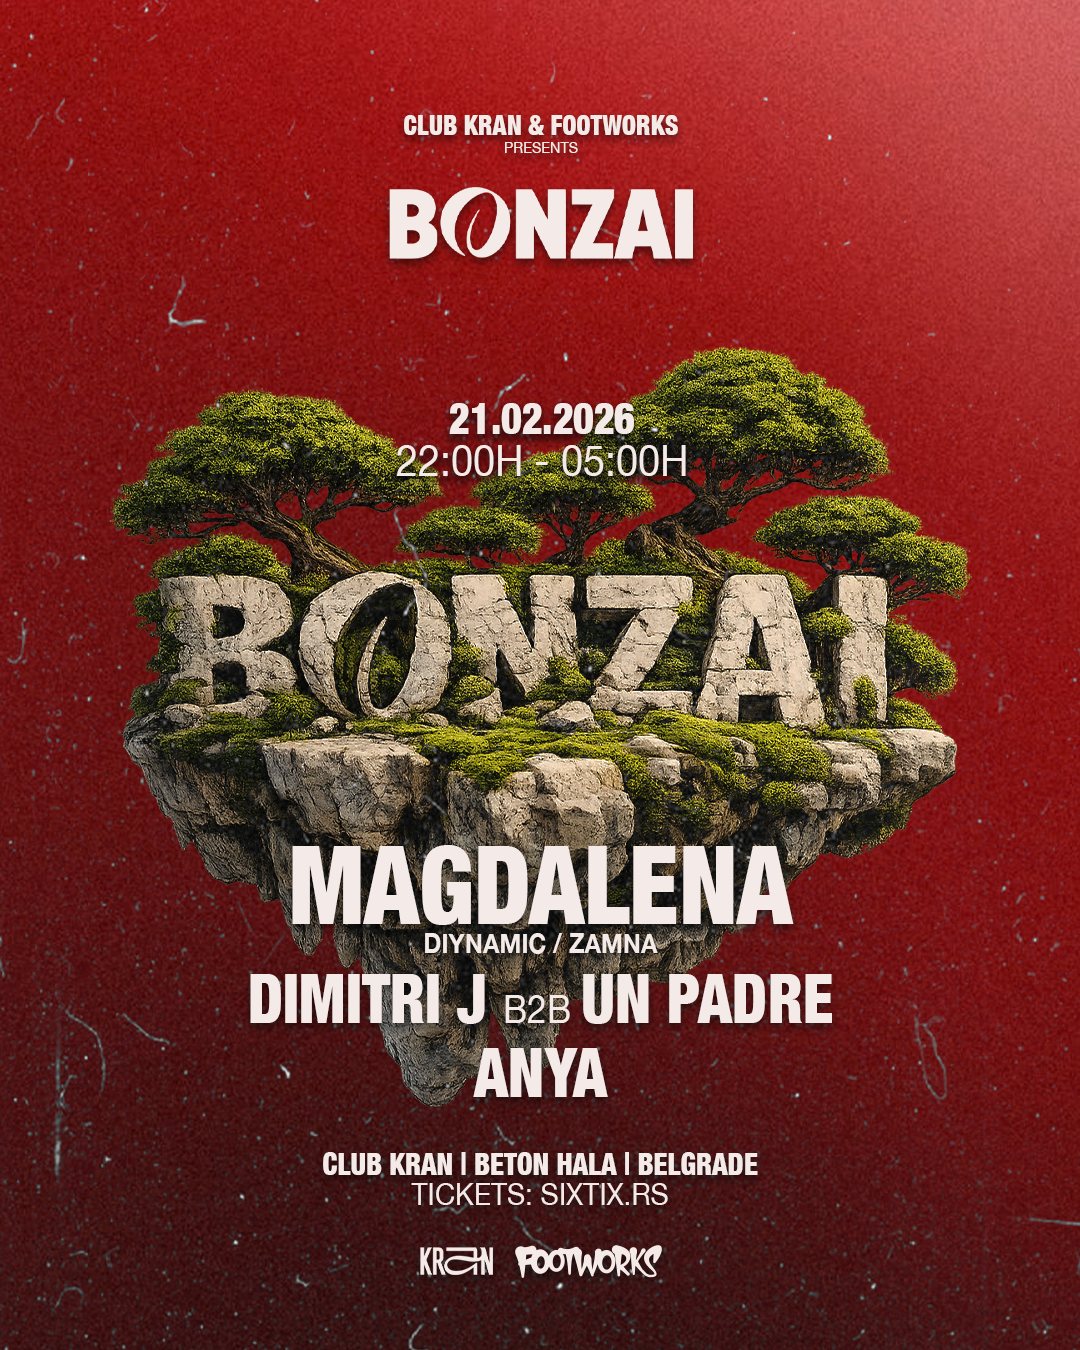 CLUB KRAN & FOOTWORKS
PRESENTS
BONZAI
21.02.2026
22:00H - 05:00H
BONZAI
MAGDALENA
DIYNAMIC / ZAMNA
DIMITRI J B2B UN PADRE
ANYA
CLUB KRAN | BETON HALA | BELGRADE
TICKETS: SIXTIX.RS
KRAN FOOTWORKS